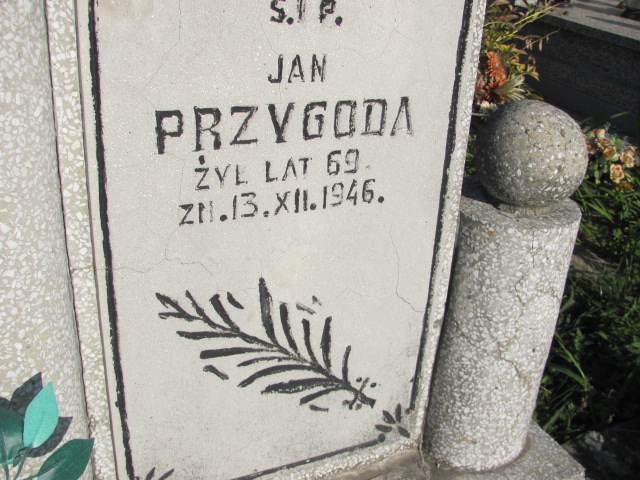 Ś.I P.
JAN
PRZYGODA
ŻYŁ LAT 69.
ZM.13.XII.1946.